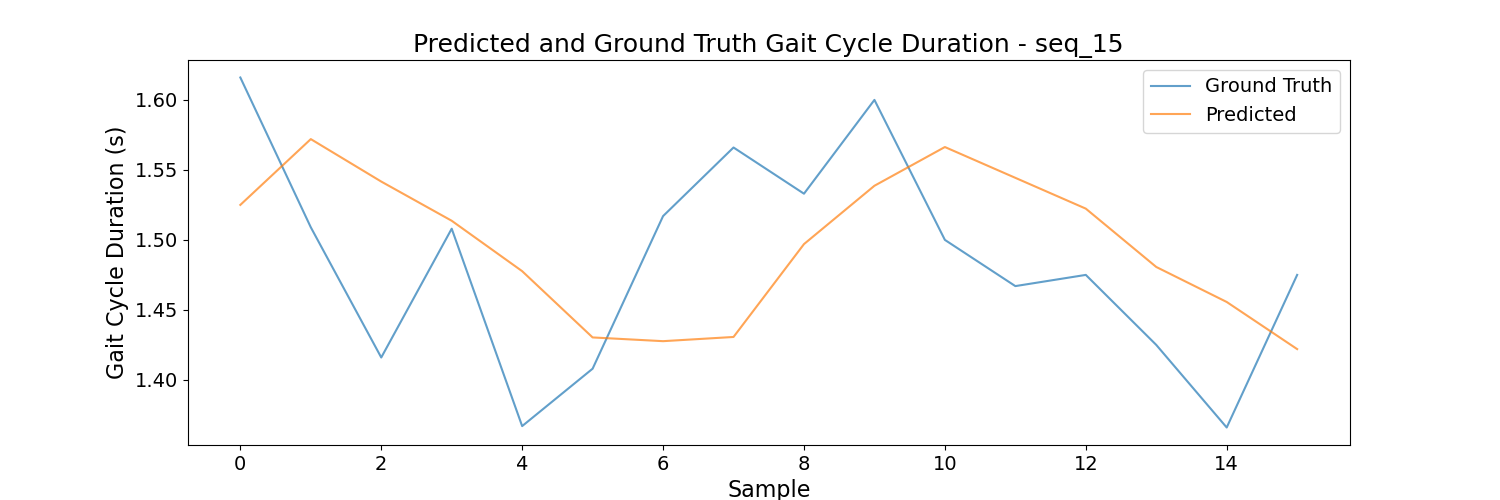 Predicted and Ground Truth Gait Cycle Duration - seq_15
Ground Truth
Predicted
Gait Cycle Duration (s)
1.60
1.55
1.50
1.45
1.40
0 2 4 6 8 10 12 14
Sample